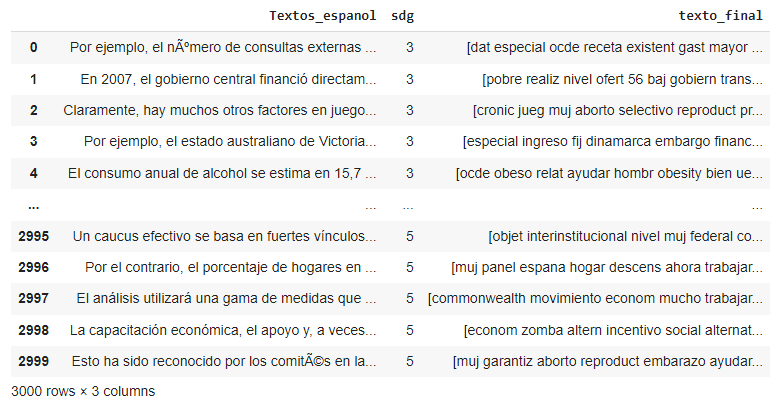 Textos_espanol sdg texto_final
0 Por ejemplo, el nÃºmero de consultas externas ... 3 [dat especial ocde receta existent gast mayor ...
1 En 2007, el gobierno central financió directam... 3 [pobre realiz nivel ofert 56 baj gobiern trans...
2 Claramente, hay muchos otros factores en juego... 3 [cronic jueg muj aborto selectivo reproduct pr...
3 Por ejemplo, el estado australiano de Victoria... 3 [especial ingreso fij dinamarca embargo financ...
4 El consumo anual de alcohol se estima en 15,7 ... 3 [ocde obeso relat ayudar hombr obesity bien ue...
... ... ... ...
2995 Un caucus efectivo se basa en fuertes vínculos... 5 [objet interinstitucional nivel muj federal co...
2996 Por el contrario, el porcentaje de hogares en ... 5 [muj panel espana hogar descens ahora trabajar...
2997 El análisis utilizará una gama de medidas que ... 5 [commonwealth movimiento econom mucho trabajar...
2998 La capacitación económica, el apoyo y, a veces... 5 [econom zomba altern incentivo social alternat...
2999 Esto ha sido reconocido por los comitÃ©s en la... 5 [muj garantiz aborto reproduct embarazo ayudar...
3000 rows × 3 columns